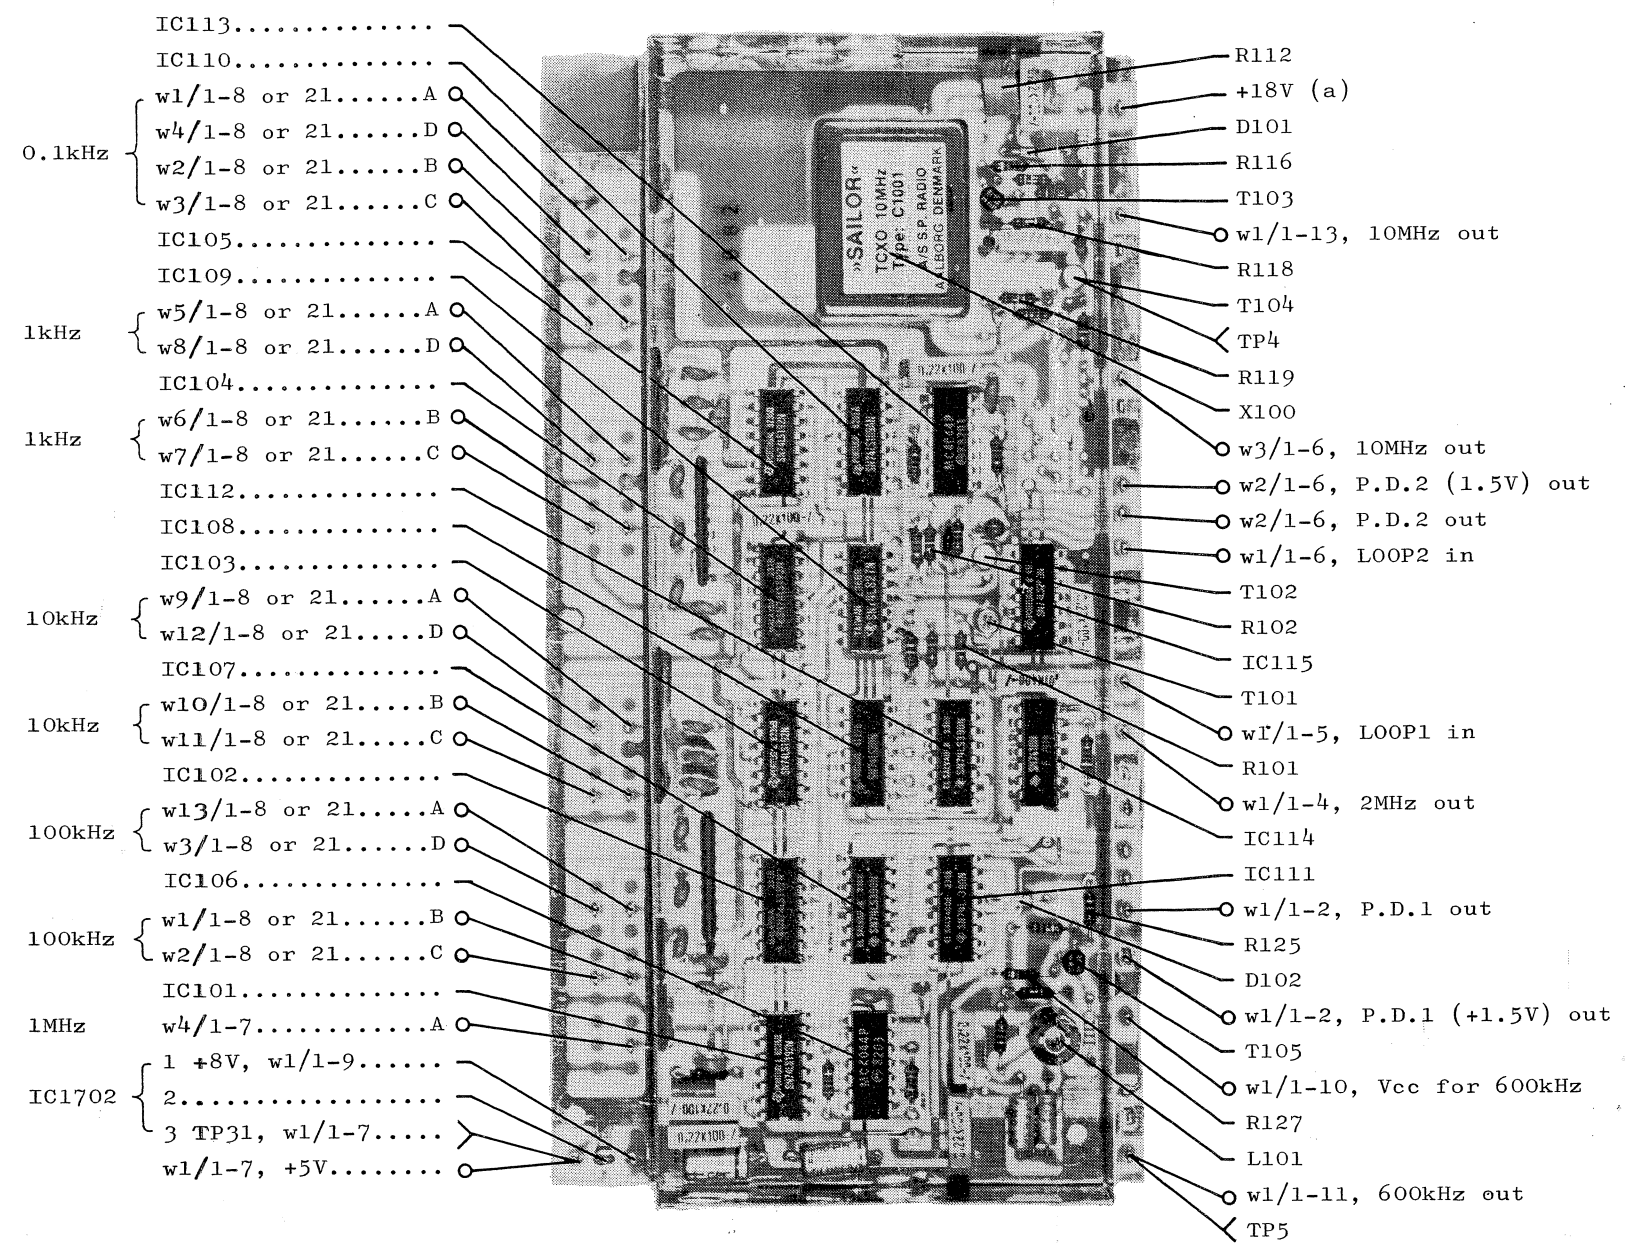 IC113..............
IC110..............
w1/1-8 or 21......A
w4/1-8 or 21......D
0.1kHz
w2/1-8 or 21......B
w3/1-8 or 21......C
IC105..............
IC109..............
w5/1-8 or 21......A
1kHz
w8/1-8 or 21......D
IC104..............
w6/1-8 or 21......B
1kHz
w7/1-8 or 21......C
IC112..............
IC108..............
IC103..............
w9/1-8 or 21......A
10kHz
w12/1-8 or 21.....D
IC107..............
w10/1-8 or 21.....B
10kHz
w11/1-8 or 21.....C
IC102..............
w13/1-8 or 21.....A
100kHz
w3/1-8 or 21......D
IC106..............
w1/1-8 or 21......B
100kHz
w2/1-8 or 21......C
IC101..............
1MHz
w4/1-7............A
1 +8V, w1/1-9......
IC1702
2..................
3 TP31, w1/1-7.....
w1/1-7, +5V........
»SAILOR«
TCXO 10MHz
Type: C1001
A/S S.P. RADIO
AALBORG DENMARK
0,22K100-/
0,22K100-/
0,22K100-/
0,22K100-/
R112
+18V (a)
D101
R116
T103
w1/1-13, 10MHz out
R118
T104
TP4
R119
X100
w3/1-6, 10MHz out
w2/1-6, P.D.2 (1.5V) out
w2/1-6, P.D.2 out
w1/1-6, LOOP2 in
T102
R102
IC115
T101
w1/1-5, LOOP1 in
R101
w1/1-4, 2MHz out
IC114
IC111
w1/1-2, P.D.1 out
R125
D102
w1/1-2, P.D.1 (+1.5V) out
T105
w1/1-10, Vcc for 600kHz
R127
L101
w1/1-11, 600kHz out
TP5